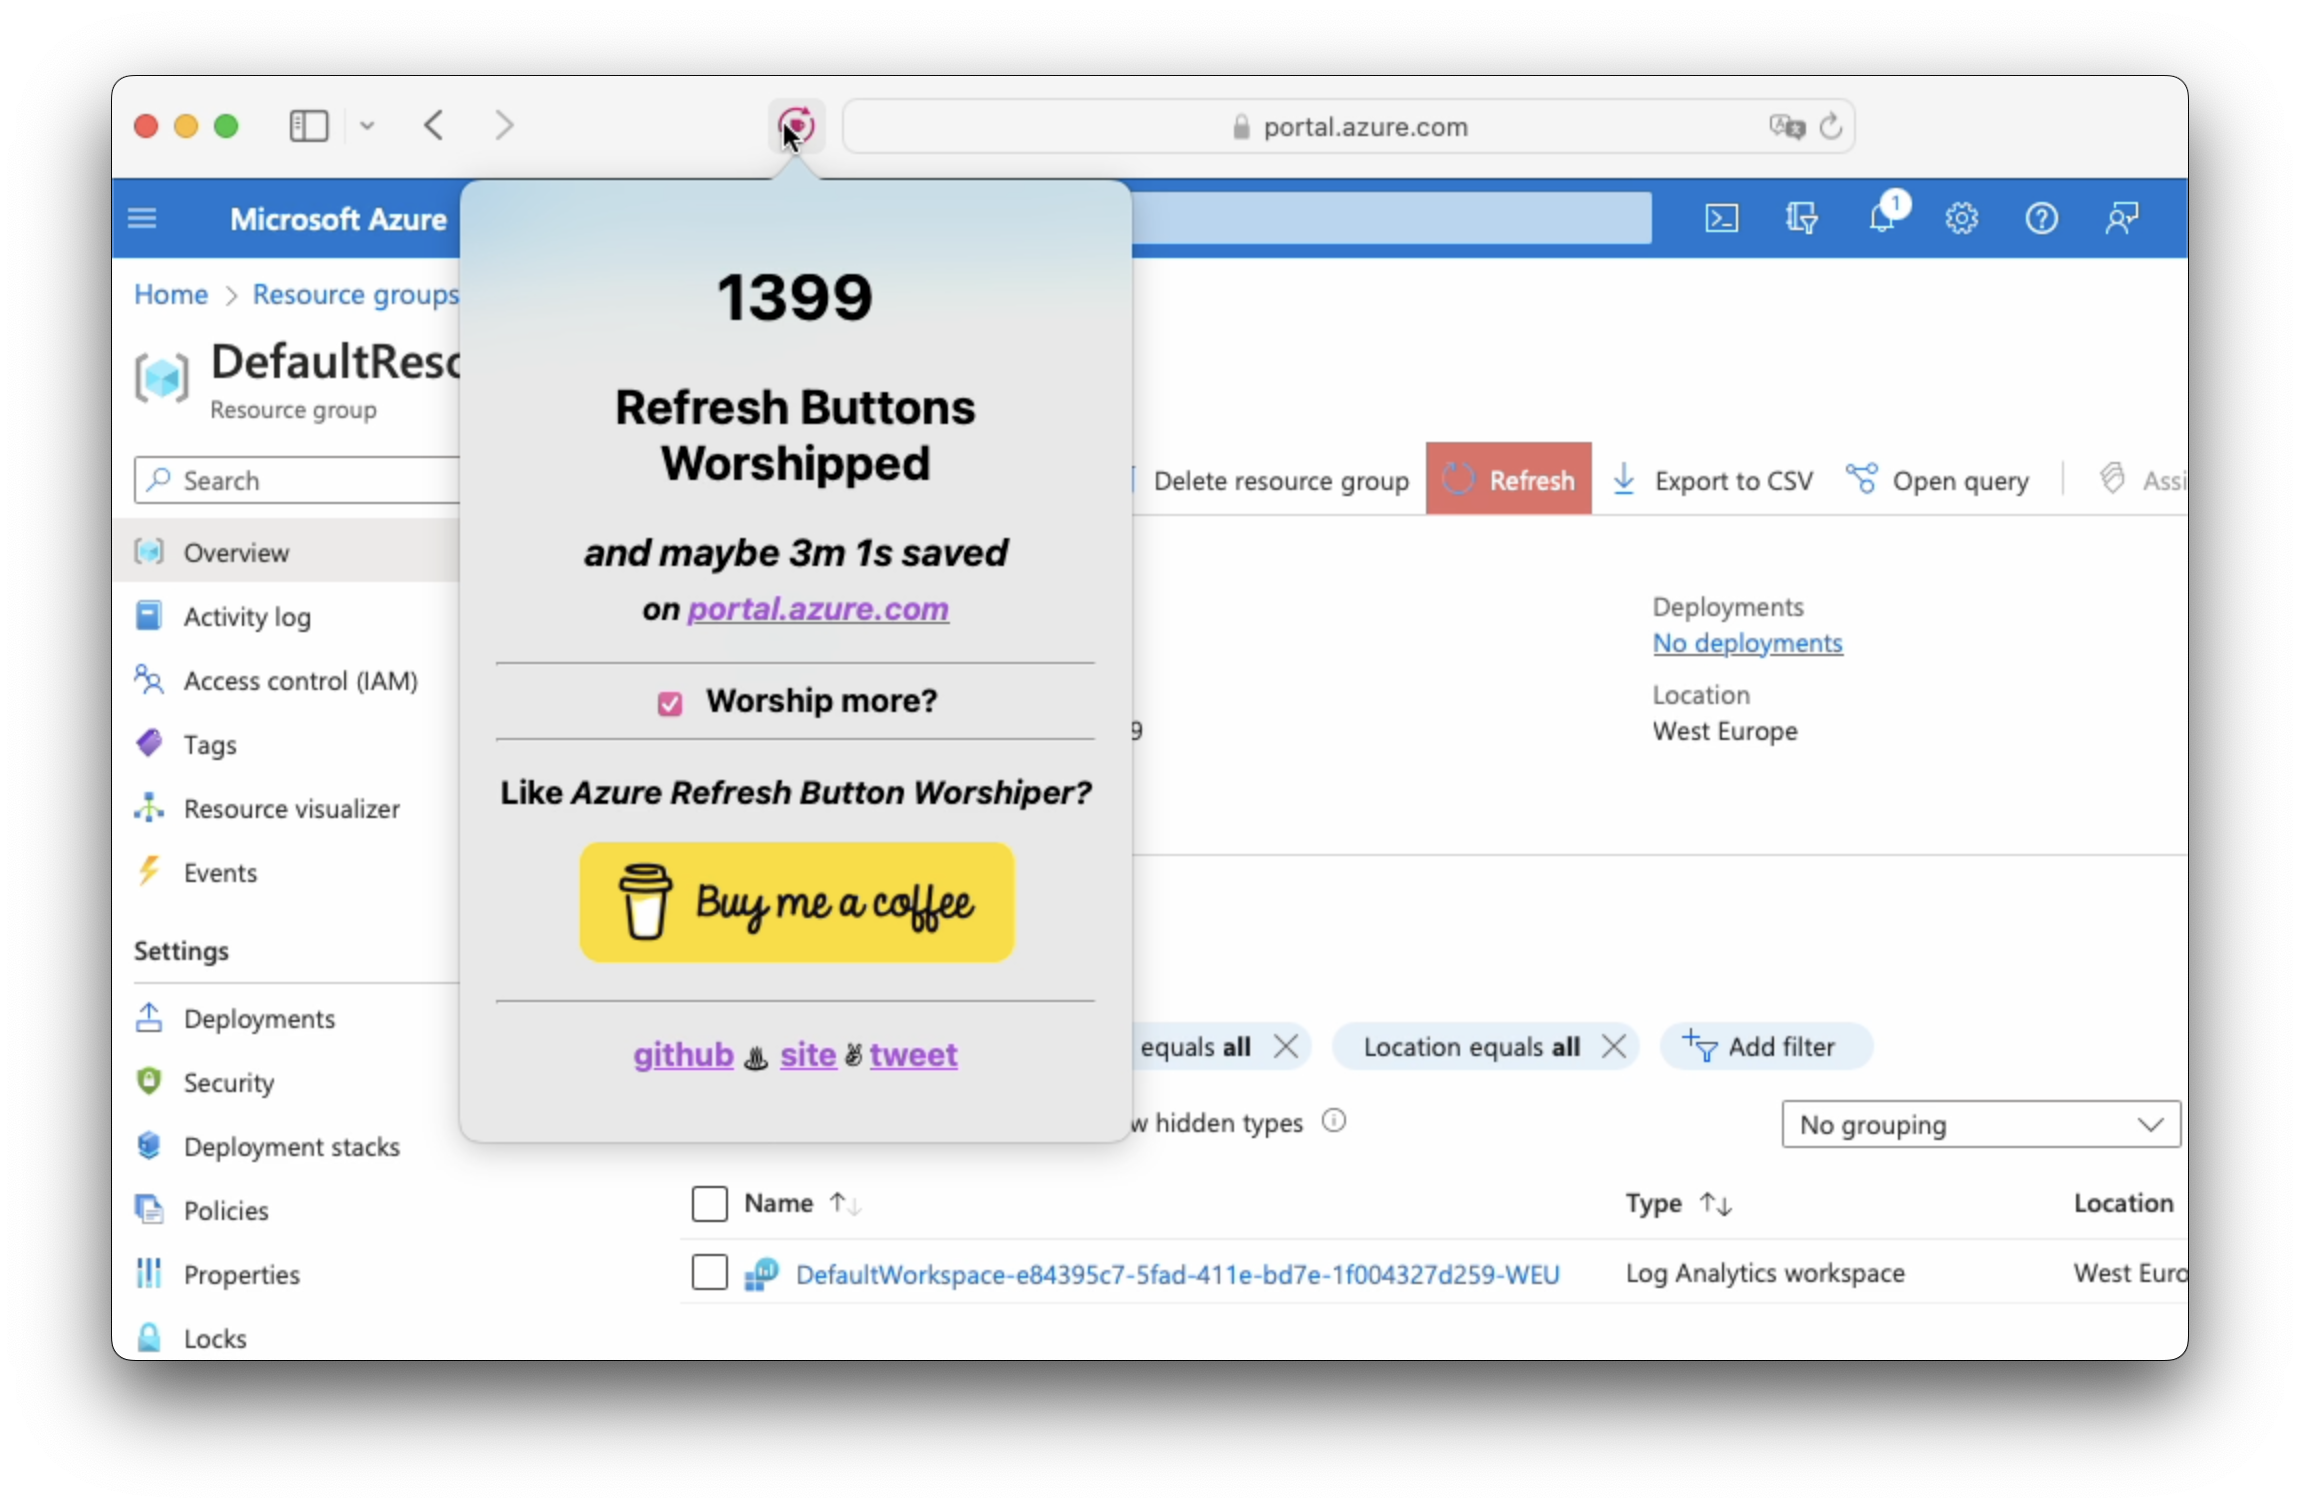 portal.azure.com
Microsoft Azure
1
Home > Resource groups
DefaultReso
Resource group
Search
Overview
Activity log
Access control (IAM)
Tags
Resource visualizer
Events
Settings
Deployments
Security
Deployment stacks
Policies
Properties
Locks
1399
Refresh Buttons
Worshipped
and maybe 3m 1s saved
on portal.azure.com
Worship more?
Like Azure Refresh Button Worshiper?
Buy me a coffee
github ♨ site ✌ tweet
Delete resource group Refresh Export to CSV Open query Assi
Deployments
No deployments
Location
West Europe
9
equals all Location equals all Add filter
w hidden types
No grouping
Name Type Location
DefaultWorkspace-e84395c7-5fad-411e-bd7e-1f004327d259-WEU Log Analytics workspace West Euro